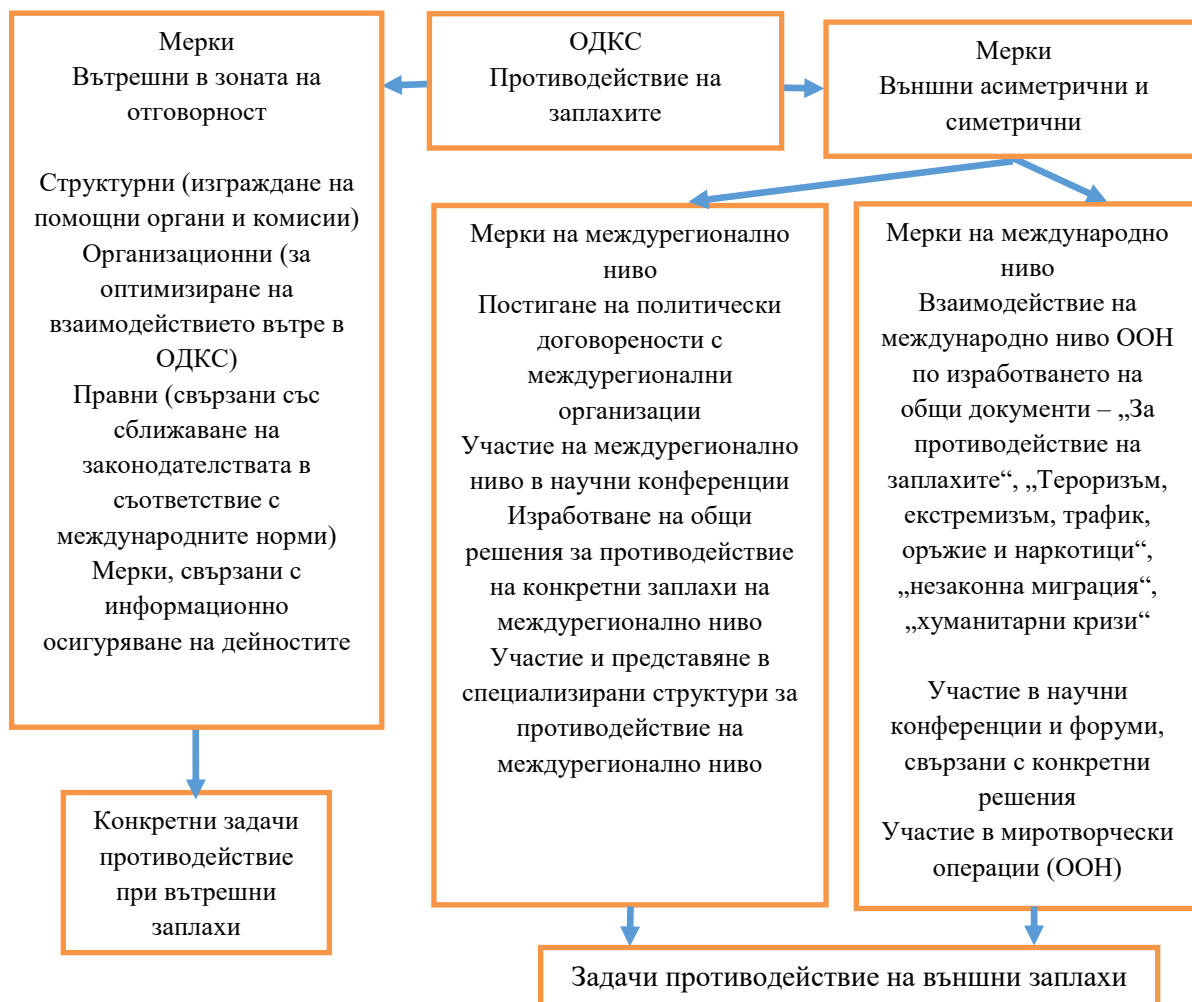 ОДКС
Противодействие на
заплахите
Мерки
Вътрешни в зоната на
отговорност
Структурни (изграждане на
помощни органи и комисии)
Организационни (за
оптимизиране на
взаимодействието вътре в
ОДКС)
Правни (свързани със
сближаване на
законодателствата в
съответствие с
международните норми)
Мерки, свързани с
информационно
осигуряване на дейностите
Конкретни задачи
противодействие
при вътрешни
заплахи
Мерки
Външни асиметрични и
симетрични
Мерки на междурегионално
ниво
Постигане на политически
договорености с
междурегионални
организации
Участие на междурегионално
ниво в научни конференции
Изработване на общи
решения за противодействие
на конкретни заплахи на
междурегионално ниво
Участие и представяне в
специализирани структури за
противодействие на
междурегионално ниво
Мерки на международно
ниво
Взаимодействие на
международно ниво ООН
по изработването на
общи документи – „За
противодействие на
заплахите“, „Тероризъм,
екстремизъм, трафик,
оръжие и наркотици“,
„незаконна миграция“,
„хуманитарни кризи“
Участие в научни
конференции и форуми,
свързани с конкретни
решения
Участие в миротворчески
операции (ООН)
Задачи противодействие на външни заплахи